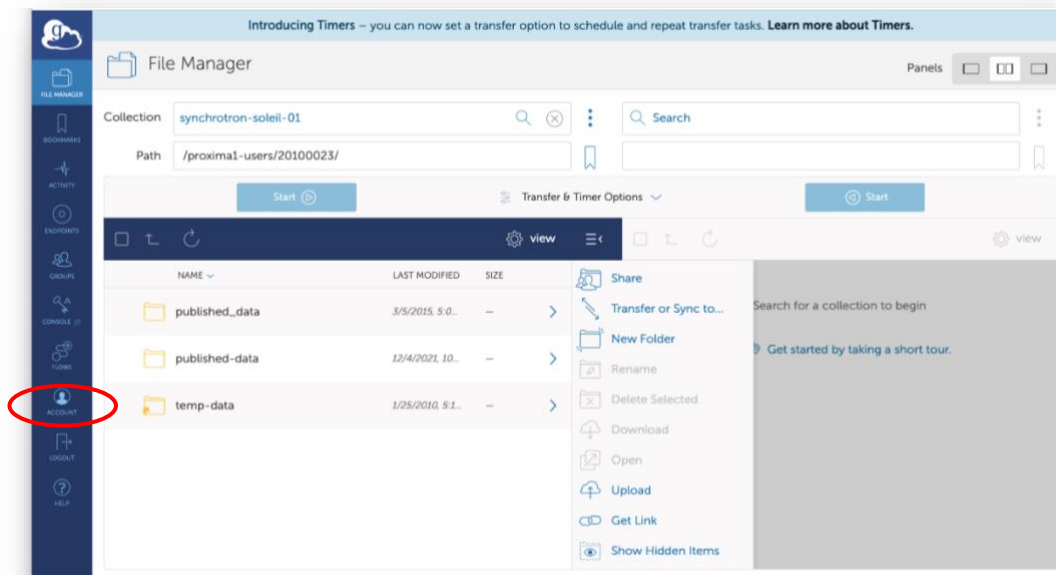 Introducing Timers – you can now set a transfer option to schedule and repeat transfer tasks. Learn more about Timers.
g
File Manager
Panels
FILE MANAGER
Collection
synchrotron-soleil-01
Search
BOOKMARKS
Path
/proxima1-users/20100023/
ACTIVITY
Start
Transfer & Timer Options
Start
ENDPOINTS
view
view
GROUPS
NAME
LAST MODIFIED
SIZE
Share
CONSOLE
published_data
3/5/2015, 5:0...
—
Transfer or Sync to...
Search for a collection to begin
New Folder
FLOWS
published-data
12/4/2021, 10...
—
Get started by taking a short tour.
Rename
ACCOUNT
temp-data
1/25/2010, 5:1...
—
Delete Selected
Download
LOGOUT
Open
HELP
Upload
Get Link
Show Hidden Items